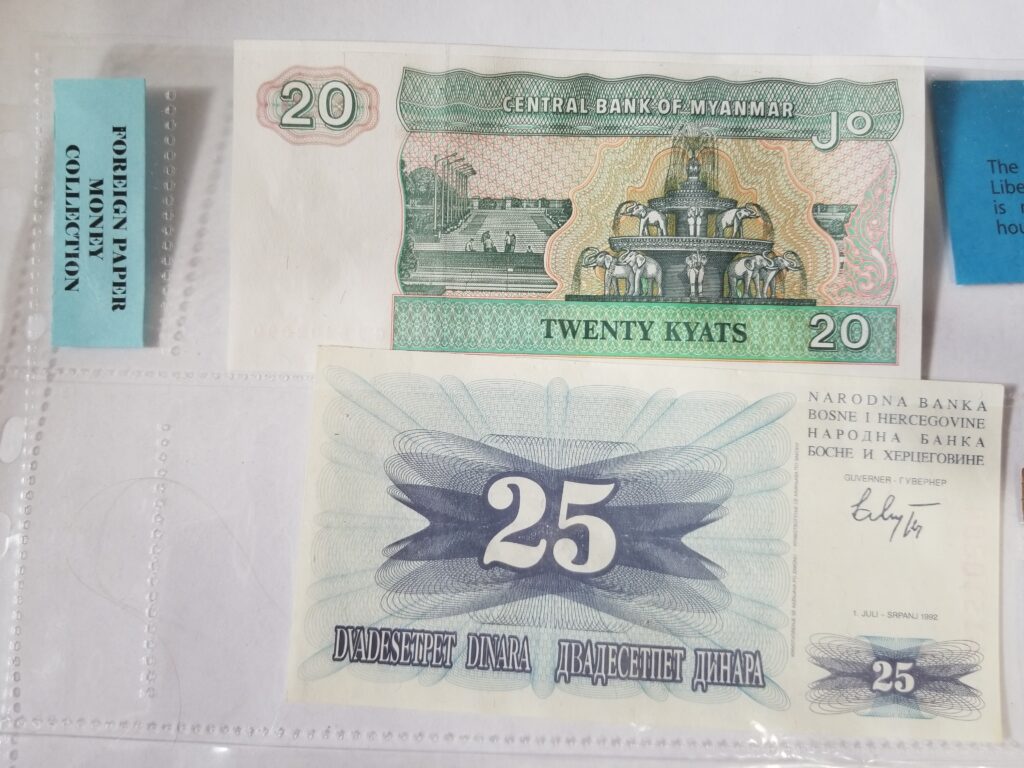 FOREIGN PAPER
MONEY
COLLECTION
20
CENTRAL BANK OF MYANMAR
၂၀
TWENTY KYATS
20
The
Libe
is
hou
NARODNA BANKA
BOSNE I HERCEGOVINE
НАРОДНА БАНКА
БОСНЕ И ХЕРЦЕГОВИНЕ
GUVERNER - ГУВЕРНЕР
25
1. JULI - SRPANJ 1992
DVADESETPET DINARA ДВАДЕСЕТПЕТ ДИНАРА
25